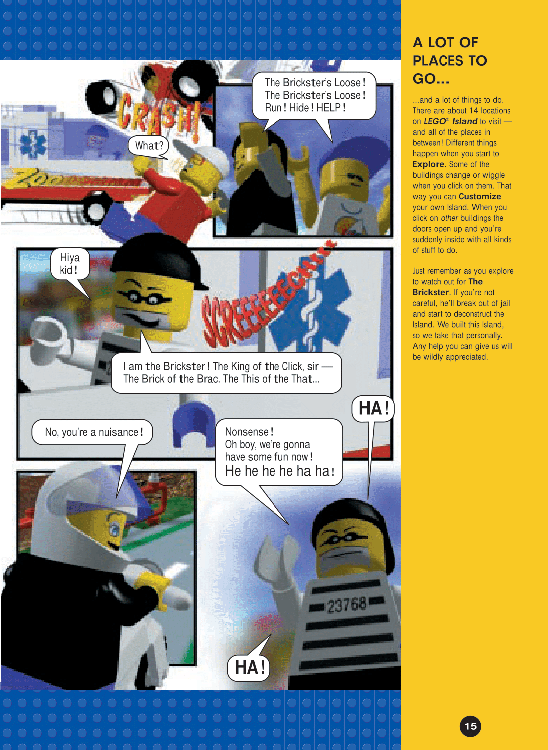 CRASH!
The Brickster's Loose!
The Brickster's Loose!
Run! Hide! HELP!
What?
Hiya
kid!
SCREEEEEEECH
I am the Brickster! The King of the Click, sir —
The Brick of the Brac. The This of the That...
No, you're a nuisance!
Nonsense!
Oh boy, we're gonna
have some fun now!
He he he he ha ha!
HA!
23768
HA!
A LOT OF
PLACES TO
GO...
...and a lot of things to do.
There are about 14 locations
on LEGO® Island to visit —
and all of the places in
between! Different things
happen when you start to
Explore. Some of the
buildings change or wiggle
when you click on them. That
way you can Customize
your own Island. When you
click on other buildings the
doors open up and you're
suddenly inside with all kinds
of stuff to do.
Just remember as you explore
to watch out for The
Brickster. If you're not
careful, he'll break out of jail
and start to deconstruct the
Island. We built this Island,
so we take that personally.
Any help you can give us will
be wildly appreciated.
15